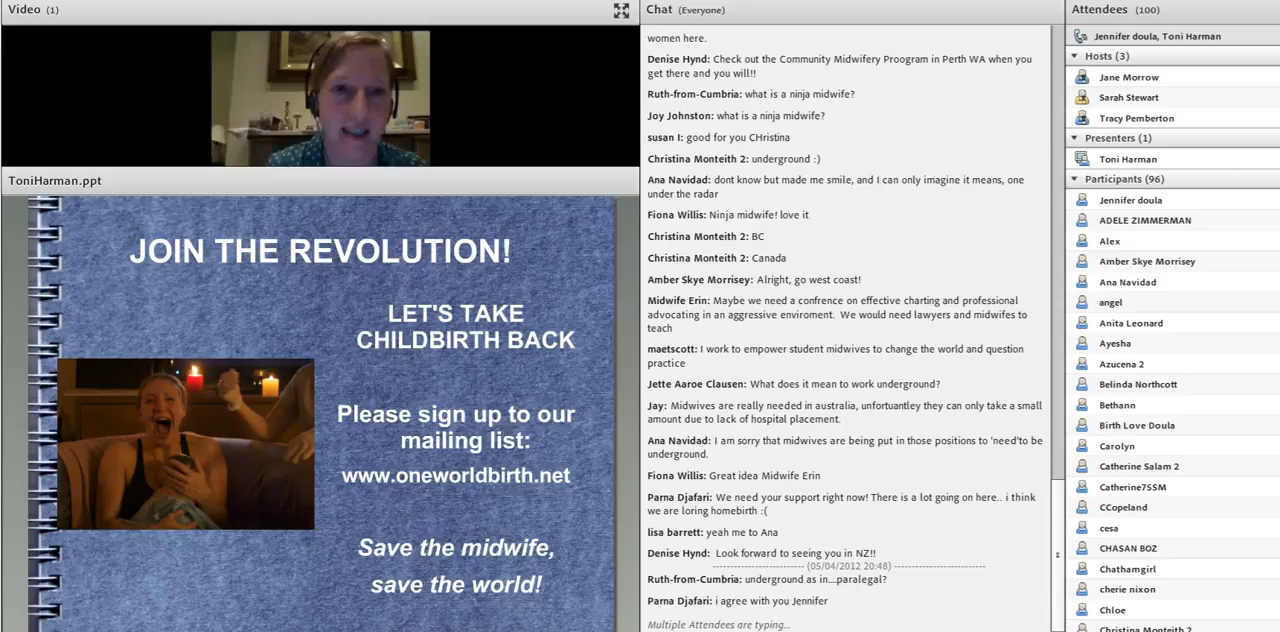 Video (1)
ToniHarman.ppt
JOIN THE REVOLUTION!
LET'S TAKE
CHILDBIRTH BACK
Please sign up to our
mailing list:
www.oneworldbirth.net
Save the midwife,
save the world!
Chat (Everyone)
women here.
Denise Hynd: Check out the Community Midwifery Proogram in Perth WA when you
get there and you will!!
Ruth-from-Cumbria: what is a ninja midwife?
Joy Johnston: what is a ninja midwife?
susan I: good for you CHristina
Christina Monteith 2: underground :)
Ana Navidad: dont know but made me smile, and I can only imagine it means, one
under the radar
Fiona Willis: Ninja midwife! love it
Christina Monteith 2: BC
Christina Monteith 2: Canada
Amber Skye Morrisey: Alright, go west coast!
Midwife Erin: Maybe we need a confrence on effective charting and professional
advocating in an aggressive enviroment. We would need lawyers and midwifes to
teach
maetscott: I work to empower student midwives to change the world and question
practice
Jette Aaroe Clausen: What does it mean to work underground?
Jay: Midwives are really needed in australia, unfortuantley they can only take a small
amount due to lack of hospital placement.
Ana Navidad: I am sorry that midwives are being put in those positions to 'need'to be
underground.
Fiona Willis: Great idea Midwife Erin
Parna Djafari: We need your support right now! There is a lot going on here.. i think
we are loring homebirth :(
lisa barrett: yeah me to Ana
Denise Hynd: Look forward to seeing you in NZ!!
------------------------ (05/04/2012 20:48) ------------------------
Ruth-from-Cumbria: underground as in....paralegal?
Parna Djafari: i agree with you Jennifer
Multiple Attendees are typing...
Attendees (100)
Jennifer doula, Toni Harman
Hosts (3)
Jane Morrow
Sarah Stewart
Tracy Pemberton
Presenters (1)
Toni Harman
Participants (96)
Jennifer doula
ADELE ZIMMERMAN
Alex
Amber Skye Morrisey
Ana Navidad
angel
Anita Leonard
Ayesha
Azucena 2
Belinda Northcott
Bethann
Birth Love Doula
Carolyn
Catherine Salam 2
Catherine75SM
CCopeland
cesa
CHASAN BOZ
Chathamgirl
cherie nixon
Chloe
Christina Monteith 2